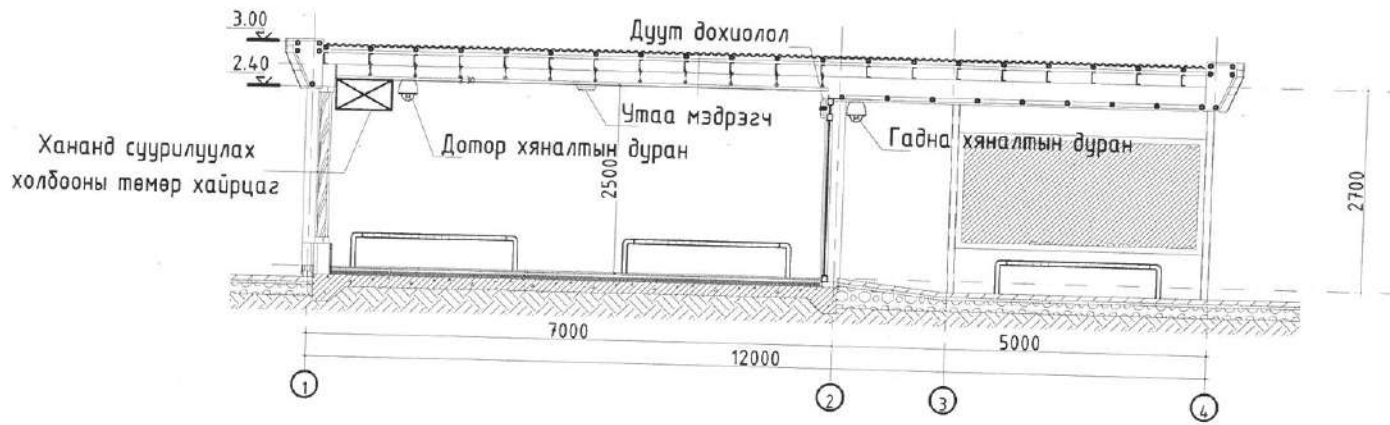 3.00
2.40
Дуут дохиолол
Утаа мэдрэгч
Дотор хяналтын дуран
Гадна хяналтын дуран
Хананд суурилуулах
холбооны төмөр хайрцаг
2500
2700
7000
5000
12000
1
2
3
4